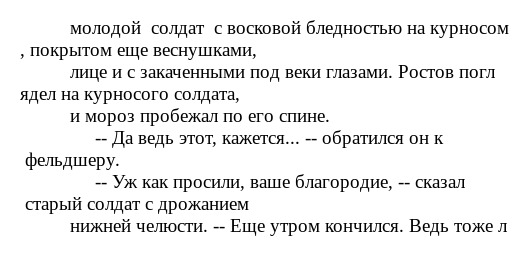 молодой  солдат  с восковой бледностью на курносом
, покрытом еще веснушками,
лице и с закаченными под веки глазами. Ростов погл
ядел на курносого солдата,
и мороз пробежал по его спине.
-- Да ведь этот, кажется... -- обратился он к
фельдшеру.
-- Уж как просили, ваше благородие, -- сказал
старый солдат с дрожанием
нижней челюсти. -- Еще утром кончился. Ведь тоже л